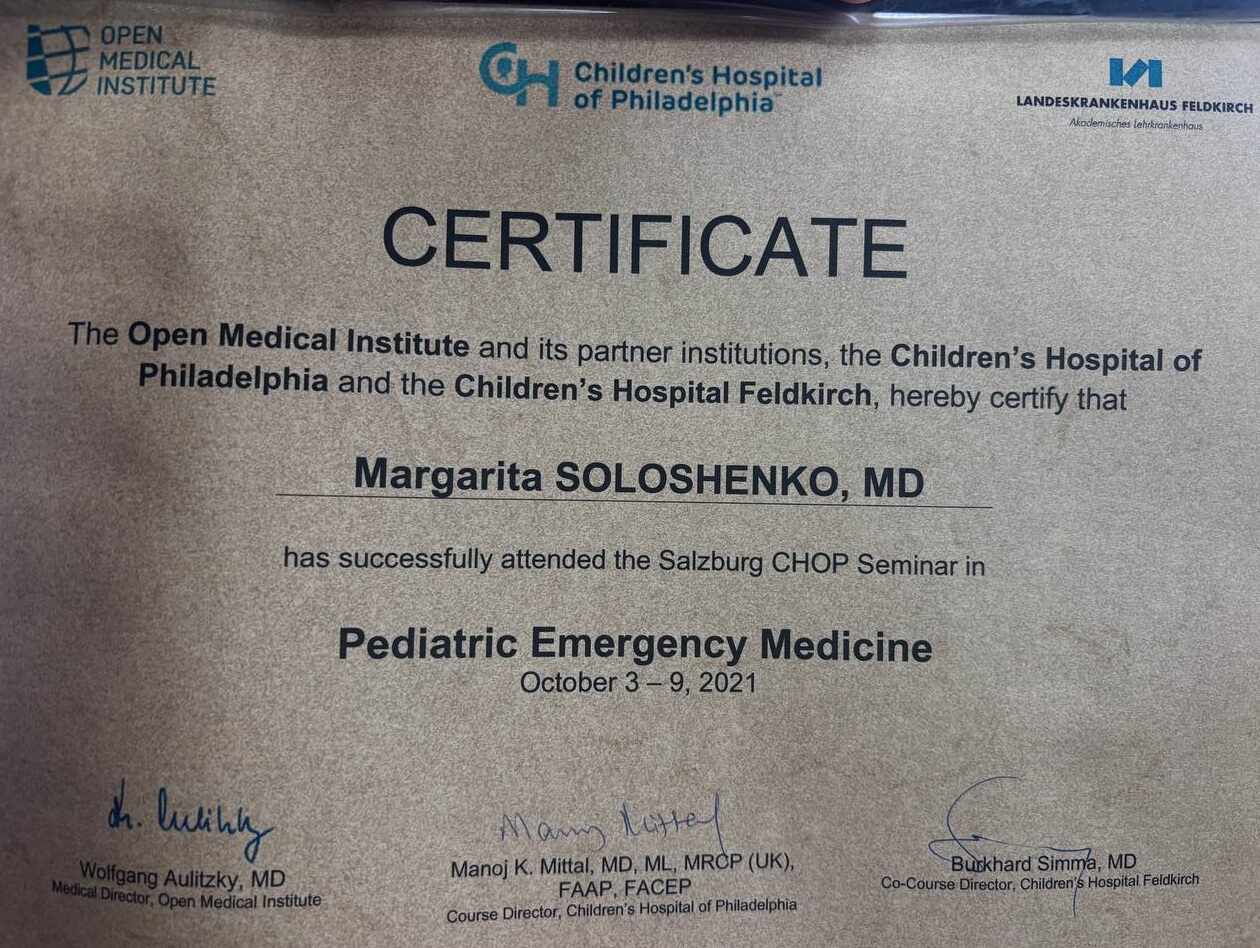 OPEN
MEDICAL
INSTITUTE
CH Children's Hospital
of Philadelphia™
LANDESKRANKENHAUS FELDKIRCH
Akademisches Lehrkrankenhaus
CERTIFICATE
The Open Medical Institute and its partner institutions, the Children's Hospital of
Philadelphia and the Children's Hospital Feldkirch, hereby certify that
Margarita SOLOSHENKO, MD
has successfully attended the Salzburg CHOP Seminar in
Pediatric Emergency Medicine
October 3 – 9, 2021
Wolfgang Aulitzky, MD
Medical Director, Open Medical Institute
Manoj K. Mittal, MD, ML, MRCP (UK),
FAAP, FACEP
Course Director, Children's Hospital of Philadelphia
Burkhard Simma, MD
Co-Course Director, Children's Hospital Feldkirch